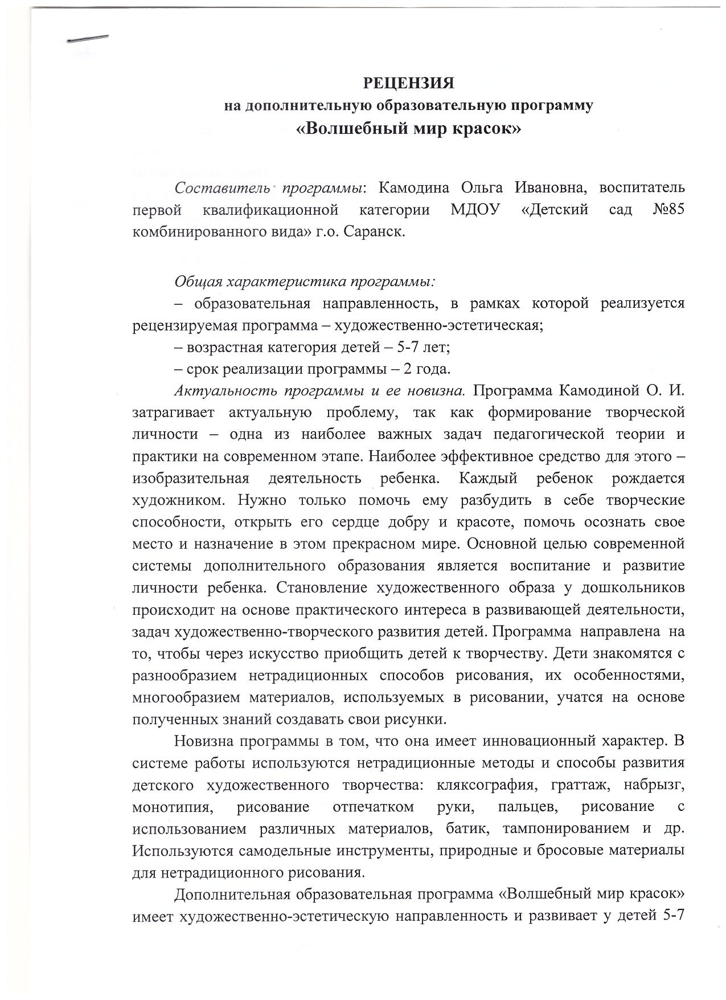 РЕЦЕНЗИЯ
на дополнительную образовательную программу
«Волшебный мир красок»
Составитель программы: Камодина Ольга Ивановна, воспитатель
первой квалификационной категории МДОУ «Детский сад №85
комбинированного вида» г.о. Саранск.
Общая характеристика программы:
– образовательная направленность, в рамках которой реализуется
рецензируемая программа – художественно-эстетическая;
– возрастная категория детей – 5-7 лет;
– срок реализации программы – 2 года.
Актуальность программы и ее новизна. Программа Камодиной О. И.
затрагивает актуальную проблему, так как формирование творческой
личности – одна из наиболее важных задач педагогической теории и
практики на современном этапе. Наиболее эффективное средство для этого –
изобразительная деятельность ребенка. Каждый ребенок рождается
художником. Нужно только помочь ему разбудить в себе творческие
способности, открыть его сердце добру и красоте, помочь осознать свое
место и назначение в этом прекрасном мире. Основной целью современной
системы дополнительного образования является воспитание и развитие
личности ребенка. Становление художественного образа у дошкольников
происходит на основе практического интереса в развивающей деятельности,
задач художественно-творческого развития детей. Программа направлена на
то, чтобы через искусство приобщить детей к творчеству. Дети знакомятся с
разнообразием нетрадиционных способов рисования, их особенностями,
многообразием материалов, используемых в рисовании, учатся на основе
полученных знаний создавать свои рисунки.
Новизна программы в том, что она имеет инновационный характер. В
системе работы используются нетрадиционные методы и способы развития
детского художественного творчества: кляксография, граттаж, набрызг,
монотипия, рисование отпечатком руки, пальцев, рисование с
использованием различных материалов, батик, тампонированием и др.
Используются самодельные инструменты, природные и бросовые материалы
для нетрадиционного рисования.
Дополнительная образовательная программа «Волшебный мир красок»
имеет художественно-эстетическую направленность и развивает у детей 5-7